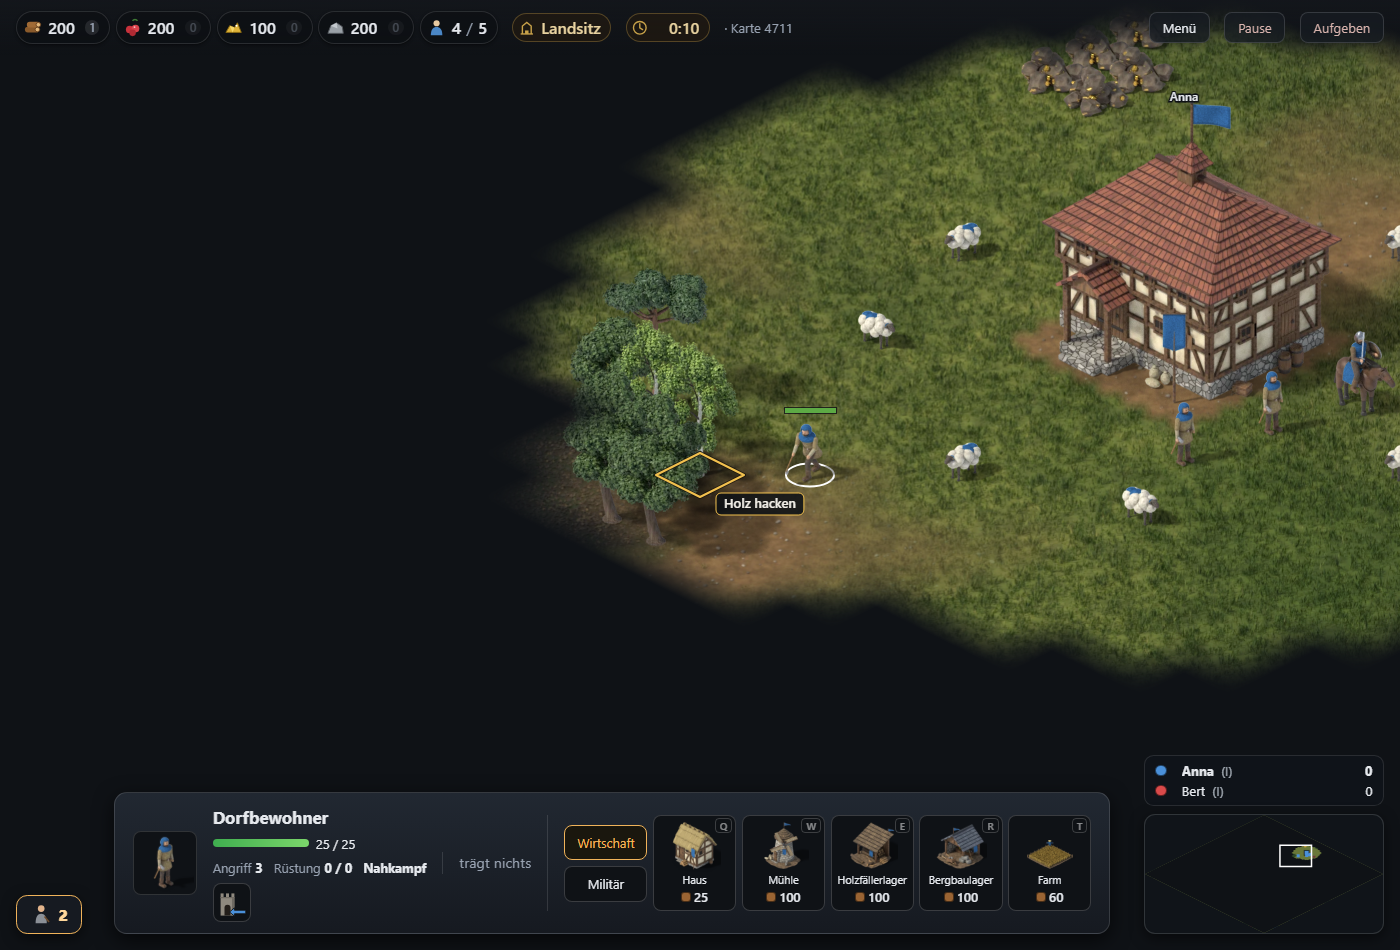 200 1 200 0 100 0 200 0 4 / 5 Landsitz 0:10 · Karte 4711 Menü Pause Aufgeben
Anna
Holz hacken
Anna (I) 0
Bert (I) 0
Dorfbewohner
25 / 25
Angriff 3 Rüstung 0 / 0 Nahkampf
trägt nichts
Wirtschaft
Militär
Q
Haus
25
W
Mühle
100
E
Holzfällerlager
100
R
Bergbaulager
100
T
Farm
60
2